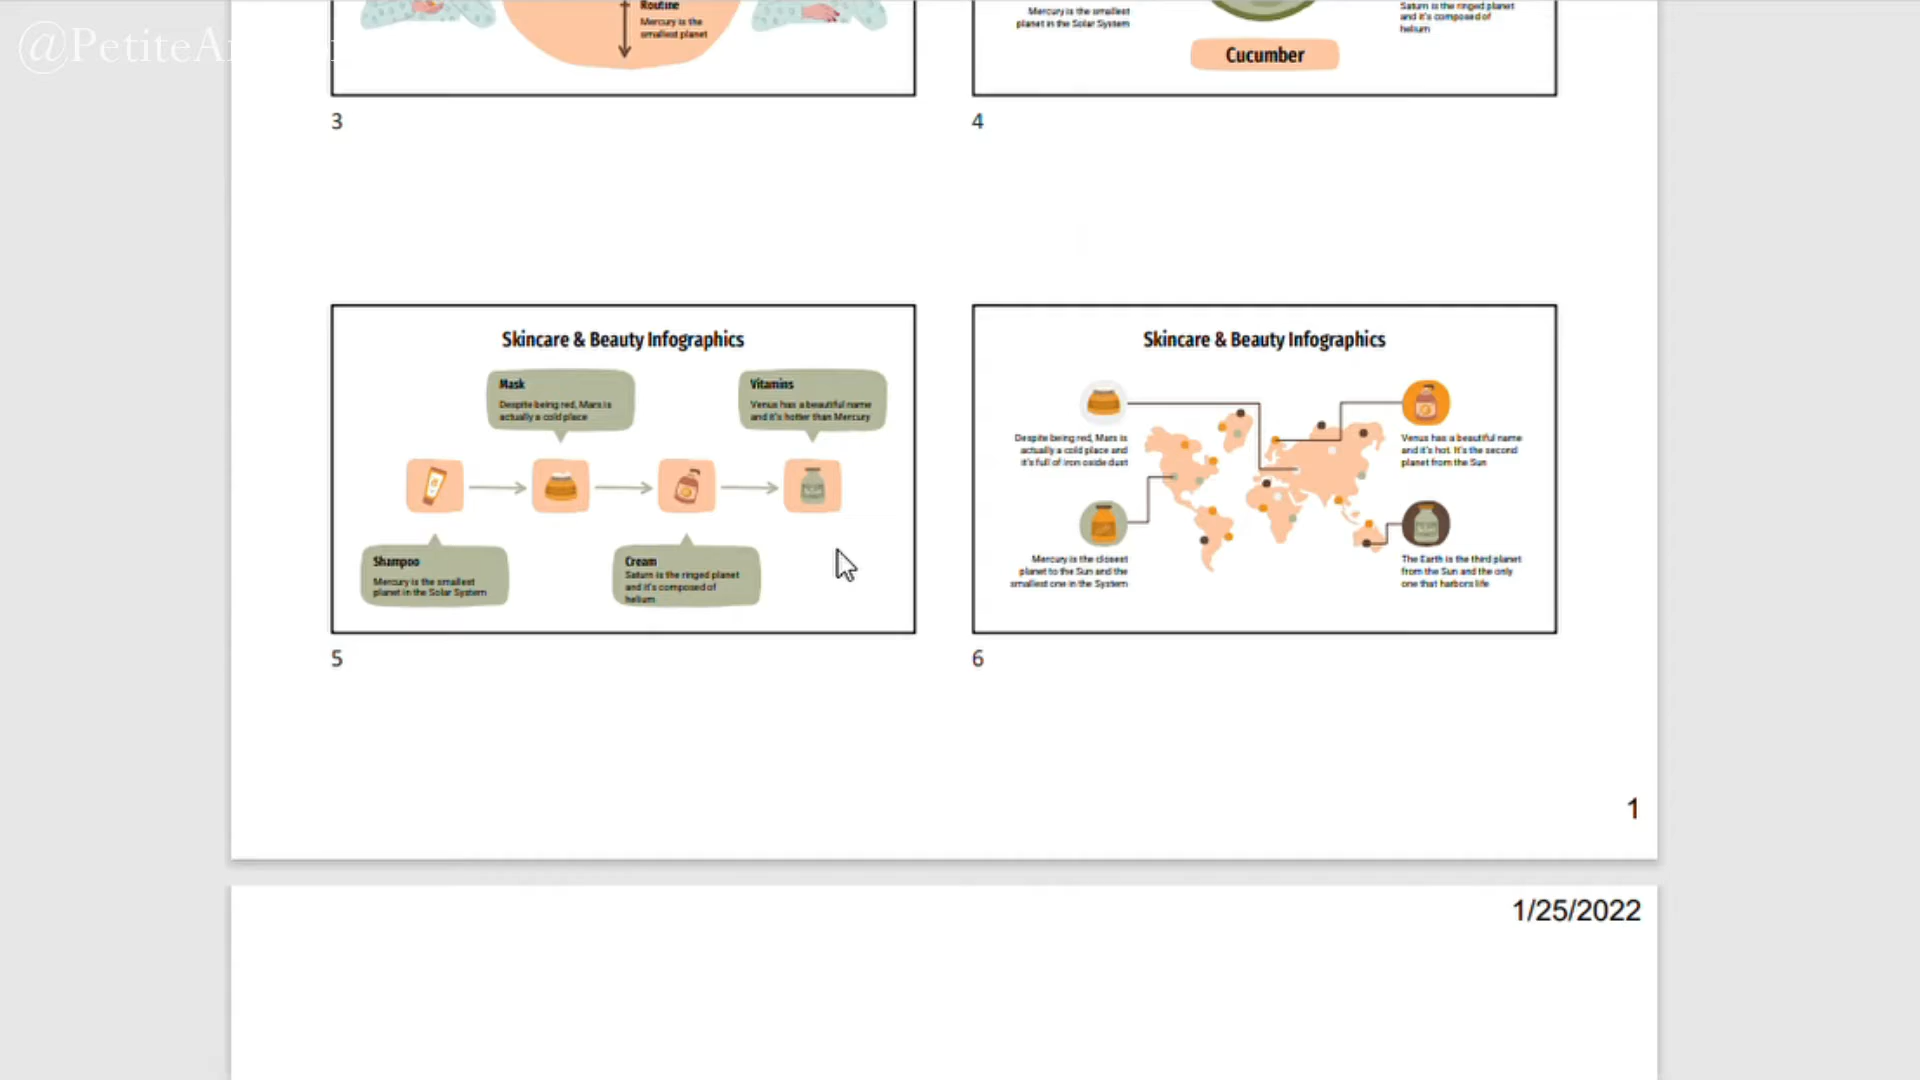 Routine
Mercury is the
smallest planet
3
Mercury is the smallest
planet in the Solar System
Saturn is the ringed planet
and it's composed of
helium
Cucumber
4
Skincare & Beauty Infographics
Mask
Despite being red, Mars is
actually a cold place
Vitamins
Venus has a beautiful name
and it's hotter than Mercury
Shampoo
Mercury is the smallest
planet in the Solar System
Cream
Saturn is the ringed planet
and it's composed of
helium
5
Skincare & Beauty Infographics
Despite being red, Mars is
actually a cold place and
it's full of iron oxide dust
Venus has a beautiful name
and it's hot. It's the second
planet from the Sun
Mercury is the closest
planet to the Sun and the
smallest one in the System
The Earth is the third planet
from the Sun and the only
one that harbors life
6
1
1/25/2022